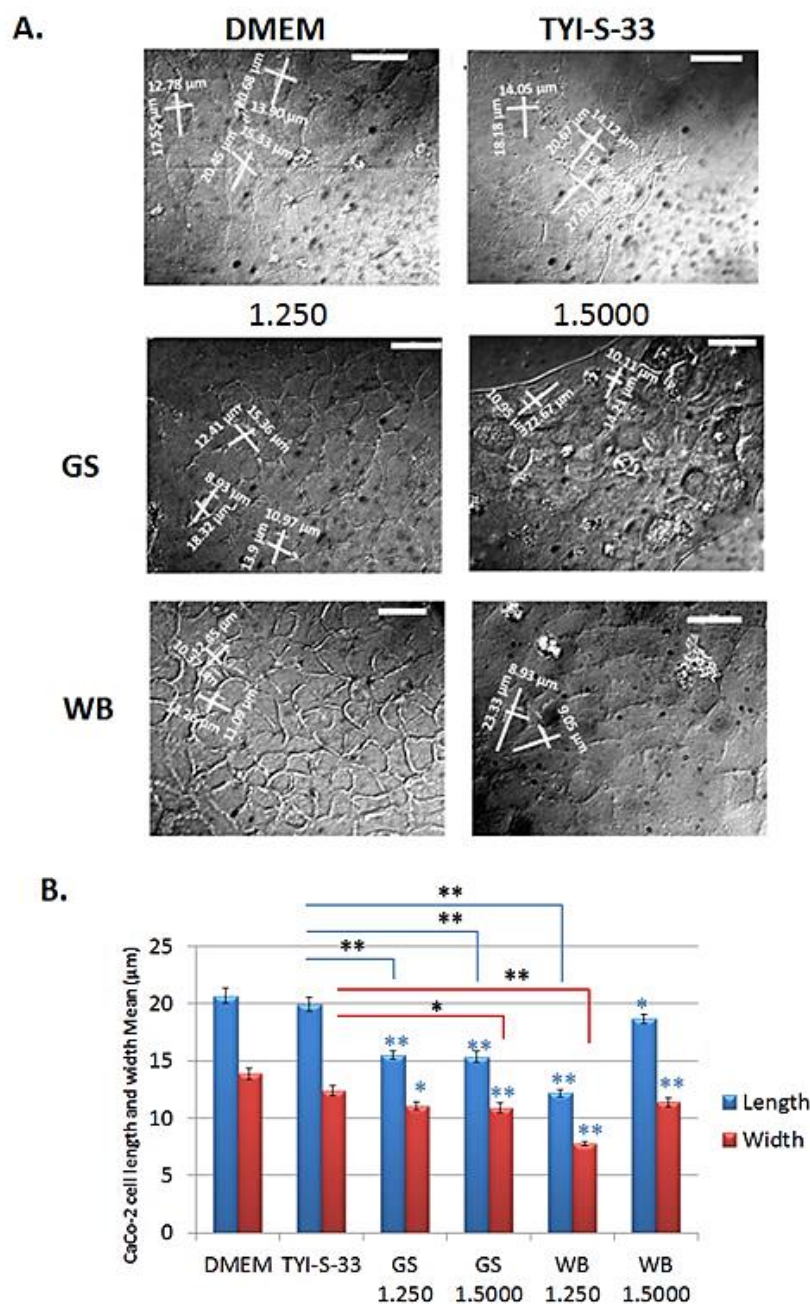 A.
DMEM
TYI-S-33
12.78 µm
17.55 µm
13.90 µm
15.33 µm
20.45 µm
14.05 µm
18.18 µm
14.12 µm
20.67 µm
1.250
1.5000
GS
12.41 µm
15.36 µm
8.93 µm
18.32 µm
10.97 µm
13.9 µm
10.95 µm
10.11 µm
14.21 µm
WB
11.09 µm
8.93 µm
23.33 µm
9.05 µm
B.
**
**
**
**
*
CaCo-2 cell length and width Mean (µm)
25
20
15
10
5
0
**
*
**
**
**
**
*
**
Length
Width
DMEM TYI-S-33 GS GS WB WB
1.250 1.5000 1.250 1.5000